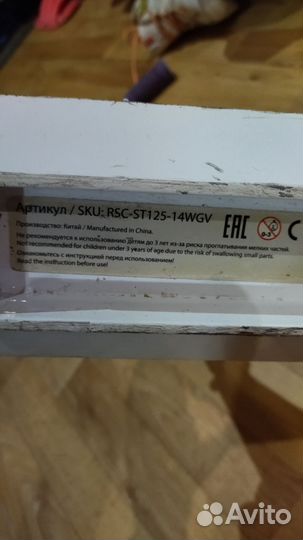 Артикул / SKU: RSC-ST125-14WGV
Производство: Китай / Manufactured in China.
Не рекомендуется к использованию детям до 3 лет из-за риска проглатывания мелких частей.
Not recommended for children under 3 years of age due to the risk of swallowing small parts.
Ознакомьтесь с инструкцией перед использованием!
Read the instruction before use!
EAC
0-3
C
Avito